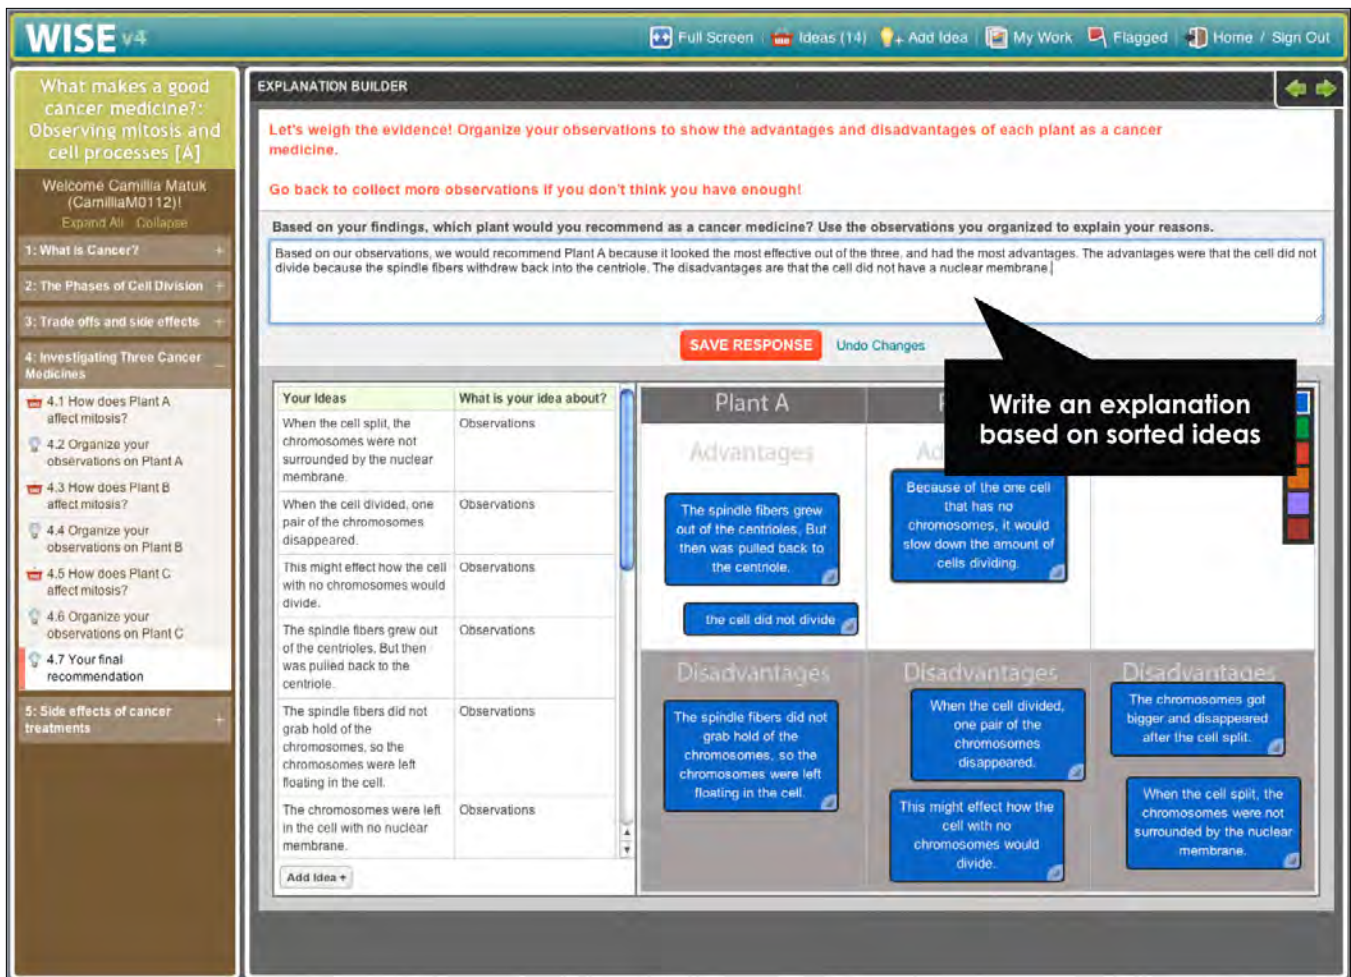 WISE v4
Full Screen
Ideas (14)
Add Idea
My Work
Flagged
Home / Sign Out
What makes a good
cancer medicine?:
Observing mitosis and
cell processes [A]
Welcome Camillia Matuk
(CamilliaM0112)!
Expand All Collapse
1: What is Cancer? +
2: The Phases of Cell Division +
3: Trade offs and side effects +
4: Investigating Three Cancer
Medicines
4.1 How does Plant A
affect mitosis?
4.2 Organize your
observations on Plant A
4.3 How does Plant B
affect mitosis?
4.4 Organize your
observations on Plant B
4.5 How does Plant C
affect mitosis?
4.6 Organize your
observations on Plant C
4.7 Your final
recommendation
5: Side effects of cancer
treatments +
EXPLANATION BUILDER
Let's weigh the evidence! Organize your observations to show the advantages and disadvantages of each plant as a cancer
medicine.
Go back to collect more observations if you don't think you have enough!
Based on your findings, which plant would you recommend as a cancer medicine? Use the observations you organized to explain your reasons.
Based on our observations, we would recommend Plant A because it looked the most effective out of the three, and had the most advantages. The advantages were that the cell did not
divide because the spindle fibers withdrew back into the centriole. The disadvantages are that the cell did not have a nuclear membrane.
SAVE RESPONSE
Undo Changes
Write an explanation
based on sorted ideas
Your Ideas
What is your idea about?
When the cell split, the
chromosomes were not
surrounded by the nuclear
membrane.
Observations
When the cell divided, one
pair of the chromosomes
disappeared.
Observations
This might effect how the cell
with no chromosomes would
divide.
Observations
The spindle fibers grew out
of the centrioles. But then
was pulled back to the
centriole.
Observations
The spindle fibers did not
grab hold of the
chromosomes, so the
chromosomes were left
floating in the cell.
Observations
The chromosomes were left
in the cell with no nuclear
membrane.
Observations
Add Idea +
Plant A
Advantages
The spindle fibers grew
out of the centrioles. But
then was pulled back to
the centriole.
the cell did not divide
Disadvantages
The spindle fibers did not
grab hold of the
chromosomes, so the
chromosomes were left
floating in the cell.
Because of the one cell
that has no
chromosomes, it would
slow down the amount of
cells dividing.
Disadvantages
When the cell divided,
one pair of the
chromosomes
disappeared.
This might effect how the
cell with no
chromosomes would
divide.
Disadvantages
The chromosomes got
bigger and disappeared
after the cell split.
When the cell split, the
chromosomes were not
surrounded by the nuclear
membrane.